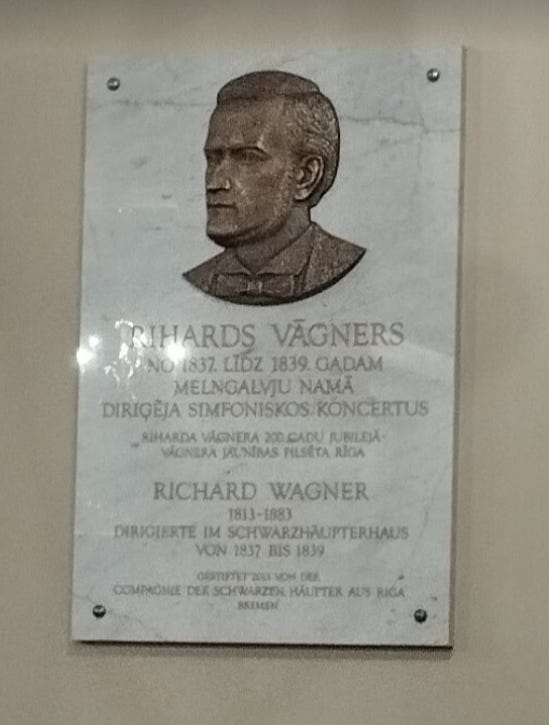 RIHARDS VĀGNERS
NO 1837. LĪDZ 1839. GADAM
MELNGALVJU NAMĀ
DIRIĢĒJA SIMFONISKOS KONCERTUS
RIHARDA VĀGNERA 200 GADU JUBILEJĀ -
VĀGNERA JAUNĪBAS PILSĒTA RĪGA
RICHARD WAGNER
1813-1883
DIRIGIERTE IM SCHWARZHÄUPTERHAUS
VON 1837 BIS 1839
GESTIFTET 2013 VON DER
COMPAGNIE DER SCHWARZEN HÄUPTER AUS RIGA
BREMEN